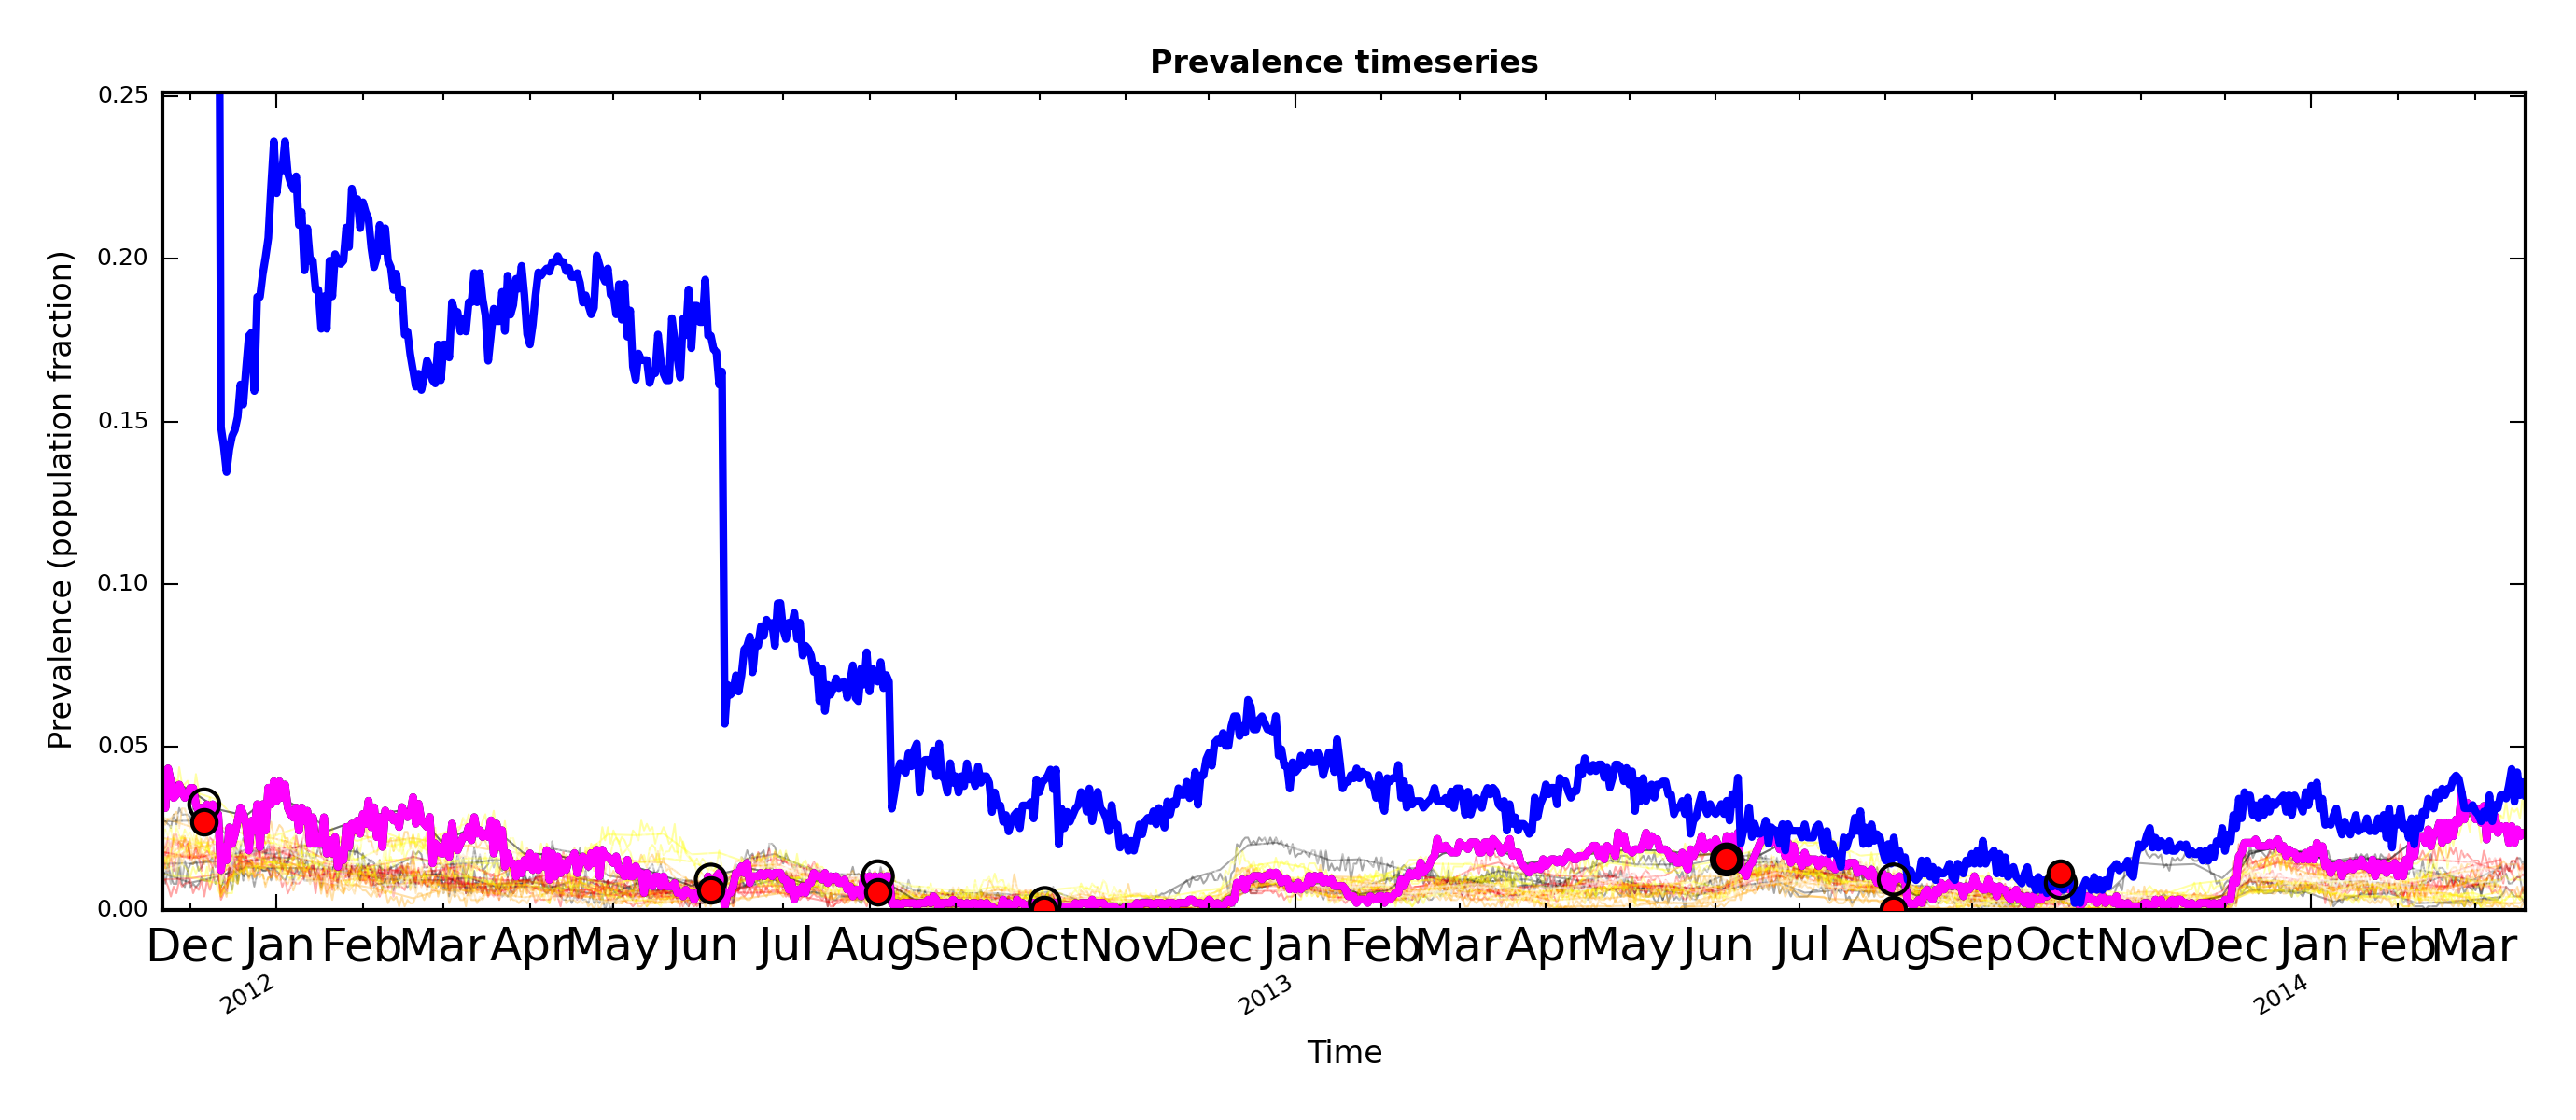 Prevalence timeseries
0.25
0.20
0.15
0.10
0.05
0.00
Prevalence (population fraction)
Dec Jan Feb Mar Apr May Jun Jul Aug Sep Oct Nov Dec Jan Feb Mar Apr May Jun Jul Aug Sep Oct Nov Dec Jan Feb Mar
2012 2013 2014
Time